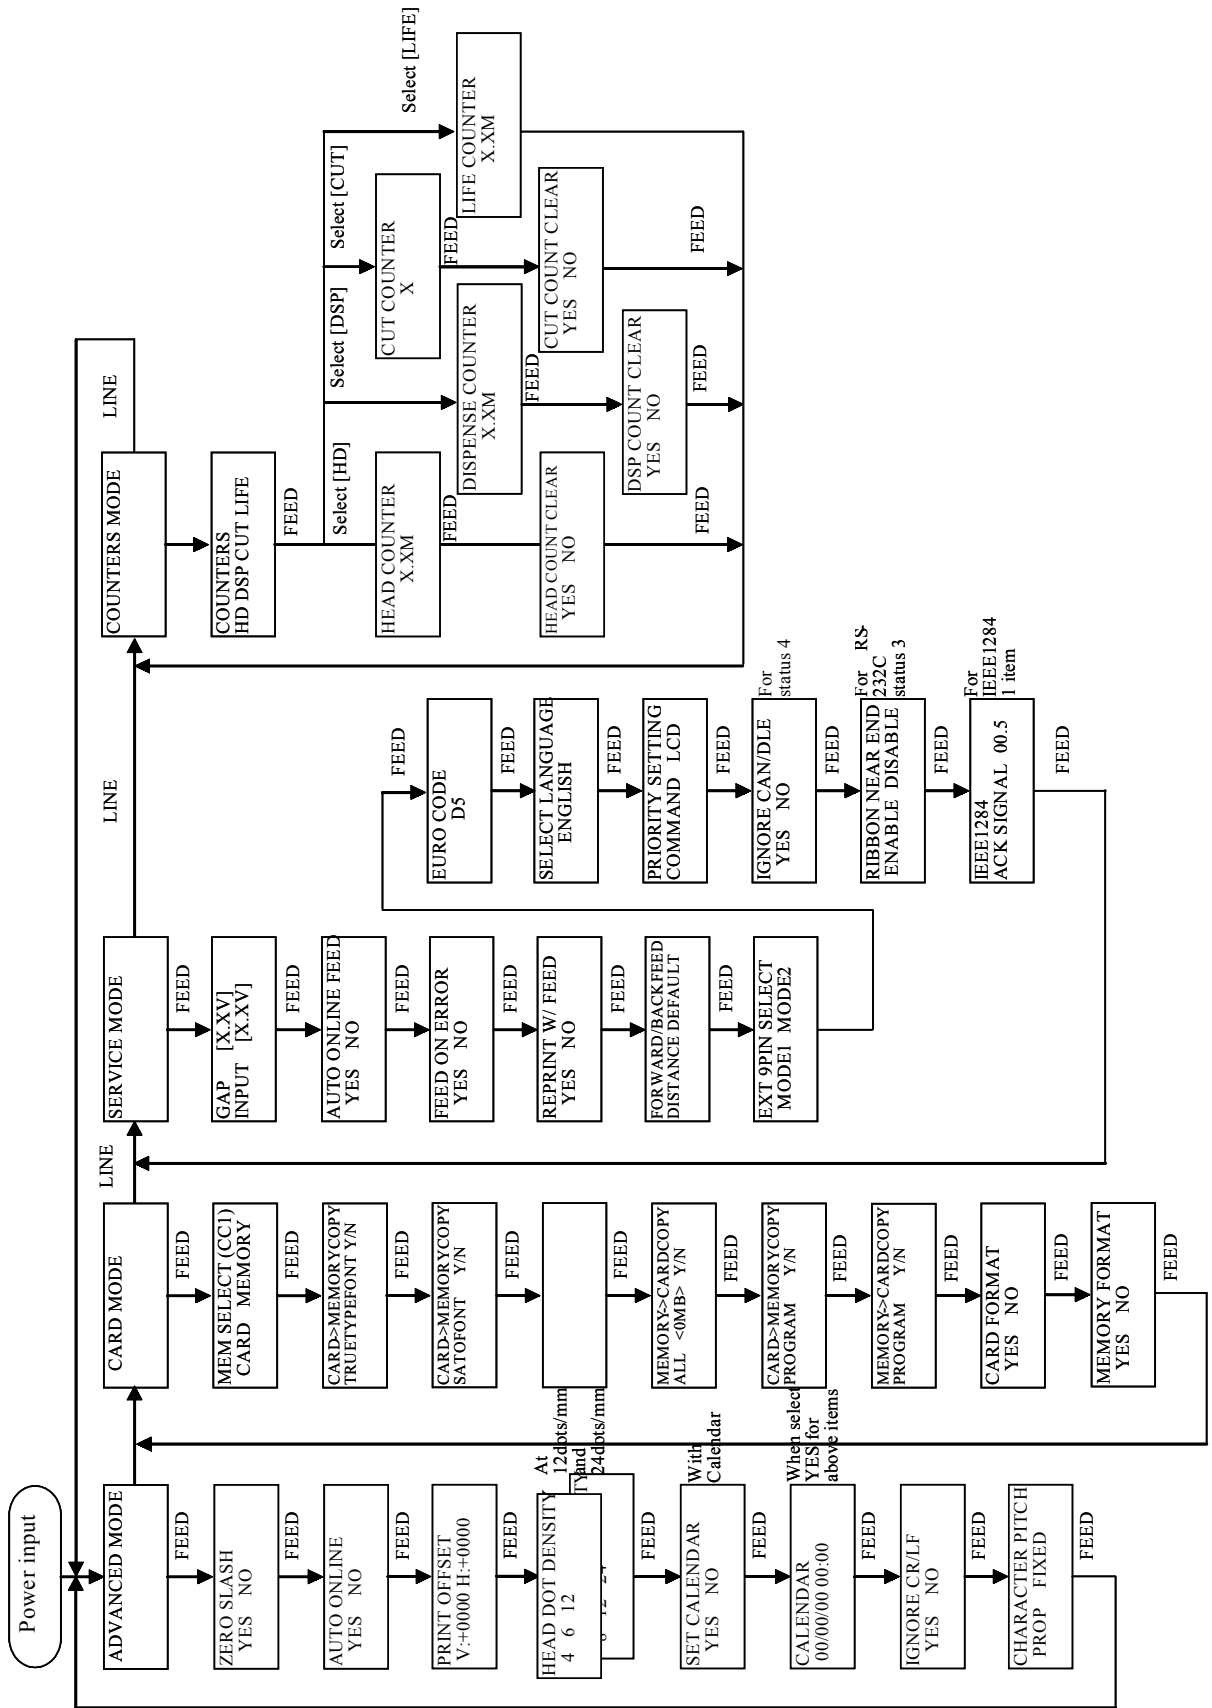 Power input
ADVANCED MODE
FEED
ZERO SLASH
YES NO
FEED
AUTO ONLINE
YES NO
FEED
PRINT OFFSET
V:+0000 H:+0000
FEED
HEAD DOT DENSITY
4 6 12
TY
12 24
At
12dots/mm
and
24dots/mm
FEED
SET CALENDAR
YES NO
With
Calendar
FEED
CALENDAR
00/00/00 00:00
When select
YES for
above items
FEED
IGNORE CR/LF
YES NO
FEED
CHARACTER PITCH
PROP FIXED
FEED
CARD MODE
FEED
MEM SELECT (CC1)
CARD MEMORY
FEED
CARD->MEMORYCOPY
TRUETYPEFONT Y/N
FEED
CARD->MEMORYCOPY
SATOFONT Y/N
FEED
FEED
MEMORY->CARDCOPY
ALL <0MB> Y/N
FEED
CARD->MEMORYCOPY
PROGRAM Y/N
FEED
MEMORY->CARDCOPY
PROGRAM Y/N
FEED
CARD FORMAT
YES NO
FEED
MEMORY FORMAT
YES NO
FEED
LINE
SERVICE MODE
FEED
GAP [X.XV]
INPUT [X.XV]
FEED
AUTO ONLINE FEED
YES NO
FEED
FEED ON ERROR
YES NO
FEED
REPRINT W/ FEED
YES NO
FEED
FORWARD/BACKFEED
DISTANCE DEFAULT
FEED
EXT 9PIN SELECT
MODE1 MODE2
FEED
EURO CODE
D5
FEED
SELECT LANGUAGE
ENGLISH
FEED
PRIORITY SETTING
COMMAND LCD
FEED
IGNORE CAN/DLE
YES NO
For
status 4
FEED
RIBBON NEAR END
ENABLE DISABLE
For RS-
232C
status 3
FEED
IEEE1284
ACK SIGNAL 00.5
For
IEEE1284
1 item
FEED
LINE
COUNTERS MODE
LINE
COUNTERS
HD DSP CUT LIFE
FEED
Select [HD]
HEAD COUNTER
X.XM
FEED
HEAD COUNT CLEAR
YES NO
FEED
Select [DSP]
DISPENSE COUNTER
X.XM
FEED
DSP COUNT CLEAR
YES NO
FEED
Select [CUT]
CUT COUNTER
X
FEED
CUT COUNT CLEAR
YES NO
FEED
Select [LIFE]
LIFE COUNTER
X.XM